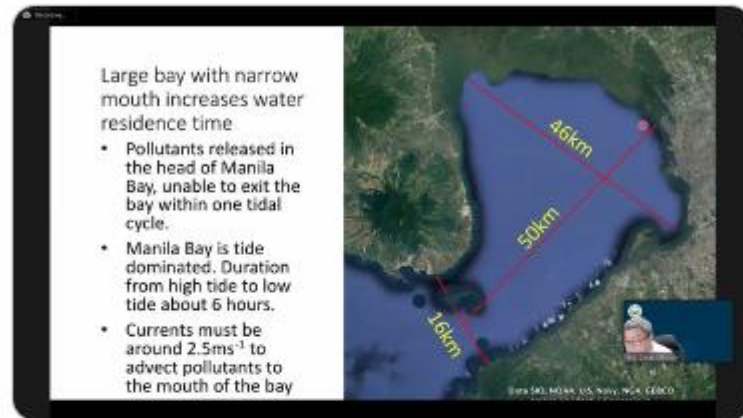 Recording...
Large bay with narrow
mouth increases water
residence time
• Pollutants released in
the head of Manila
Bay, unable to exit the
bay within one tidal
cycle.
• Manila Bay is tide
dominated. Duration
from high tide to low
tide about 6 hours.
• Currents must be
around 2.5ms⁻¹ to
advect pollutants to
the mouth of the bay
46km
50km
16km
Data SIO, NOAA, U.S. Navy, NGA, GEBCO